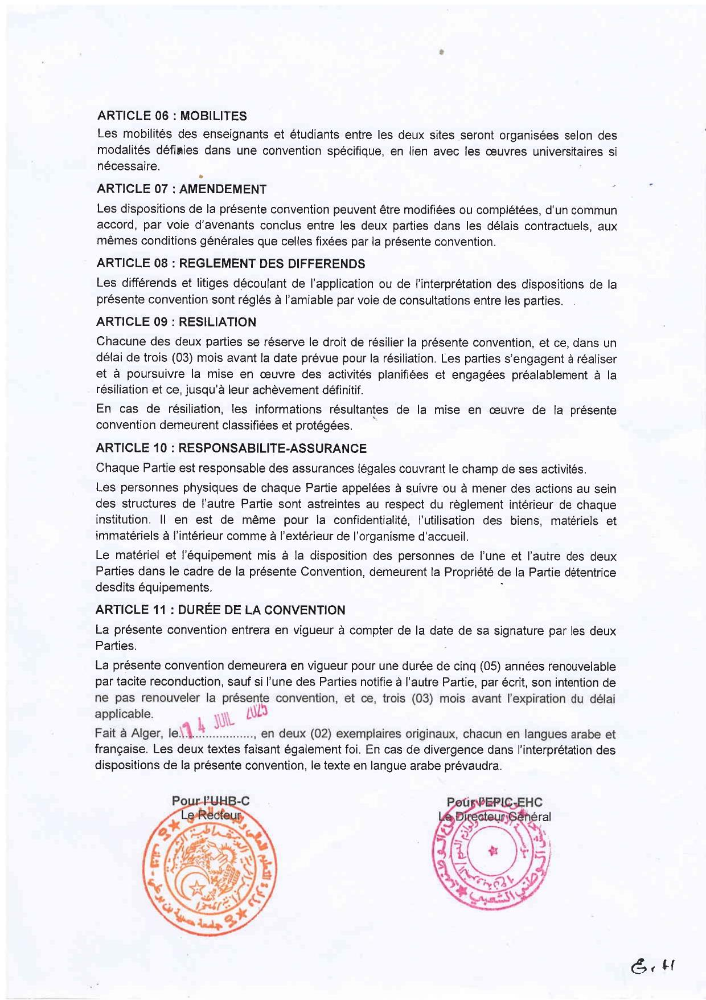 ARTICLE 06 : MOBILITES
Les mobilités des enseignants et étudiants entre les deux sites seront organisées selon des
modalités définies dans une convention spécifique, en lien avec les œuvres universitaires si
nécessaire.
ARTICLE 07 : AMENDEMENT
Les dispositions de la présente convention peuvent être modifiées ou complétées, d'un commun
accord, par voie d'avenants conclus entre les deux parties dans les délais contractuels, aux
mêmes conditions générales que celles fixées par la présente convention.
ARTICLE 08 : REGLEMENT DES DIFFERENDS
Les différends et litiges découlant de l'application ou de l'interprétation des dispositions de la
présente convention sont réglés à l'amiable par voie de consultations entre les parties.
ARTICLE 09 : RESILIATION
Chacune des deux parties se réserve le droit de résilier la présente convention, et ce, dans un
délai de trois (03) mois avant la date prévue pour la résiliation. Les parties s'engagent à réaliser
et à poursuivre la mise en œuvre des activités planifiées et engagées préalablement à la
résiliation et ce, jusqu'à leur achèvement définitif.
En cas de résiliation, les informations résultantes de la mise en œuvre de la présente
convention demeurent classifiées et protégées.
ARTICLE 10 : RESPONSABILITE-ASSURANCE
Chaque Partie est responsable des assurances légales couvrant le champ de ses activités.
Les personnes physiques de chaque Partie appelées à suivre ou à mener des actions au sein
des structures de l'autre Partie sont astreintes au respect du règlement intérieur de chaque
institution. Il en est de même pour la confidentialité, l'utilisation des biens, matériels et
immatériels à l'intérieur comme à l'extérieur de l'organisme d'accueil.
Le matériel et l'équipement mis à la disposition des personnes de l'une et l'autre des deux
Parties dans le cadre de la présente Convention, demeurent la Propriété de la Partie détentrice
desdits équipements.
ARTICLE 11 : DURÉE DE LA CONVENTION
La présente convention entrera en vigueur à compter de la date de sa signature par les deux
Parties.
La présente convention demeurera en vigueur pour une durée de cinq (05) années renouvelable
par tacite reconduction, sauf si l'une des Parties notifie à l'autre Partie, par écrit, son intention de
ne pas renouveler la présente convention, et ce, trois (03) mois avant l'expiration du délai
applicable.
14 JUIL 2025
Fait à Alger, le....................., en deux (02) exemplaires originaux, chacun en langues arabe et
française. Les deux textes faisant également foi. En cas de divergence dans l'interprétation des
dispositions de la présente convention, le texte en langue arabe prévaudra.
Pour l'UHB-C
Le Recteur
Pour l'EPIC-EHC
Le Directeur Général
وزارة التعليم العالي والبحث العلمي
الجمهورية الجزائرية الديمقراطية الشعبية
جامعة حسيبة بن بوعلي